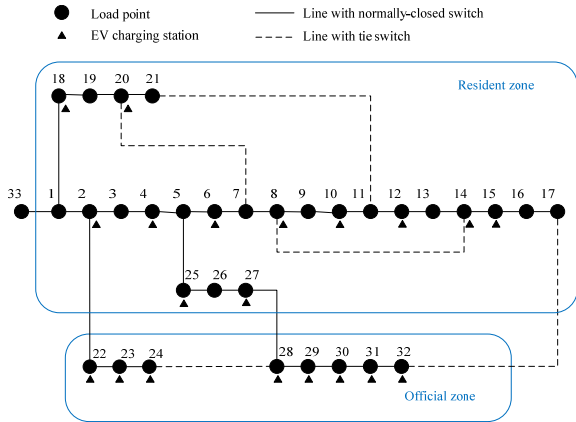 Load point
Line with normally-closed switch
EV charging station
Line with tie switch
18 19 20 21
Resident zone
33 1 2 3 4 5 6 7 8 9 10 11 12 13 14 15 16 17
25 26 27
22 23 24 28 29 30 31 32
Official zone